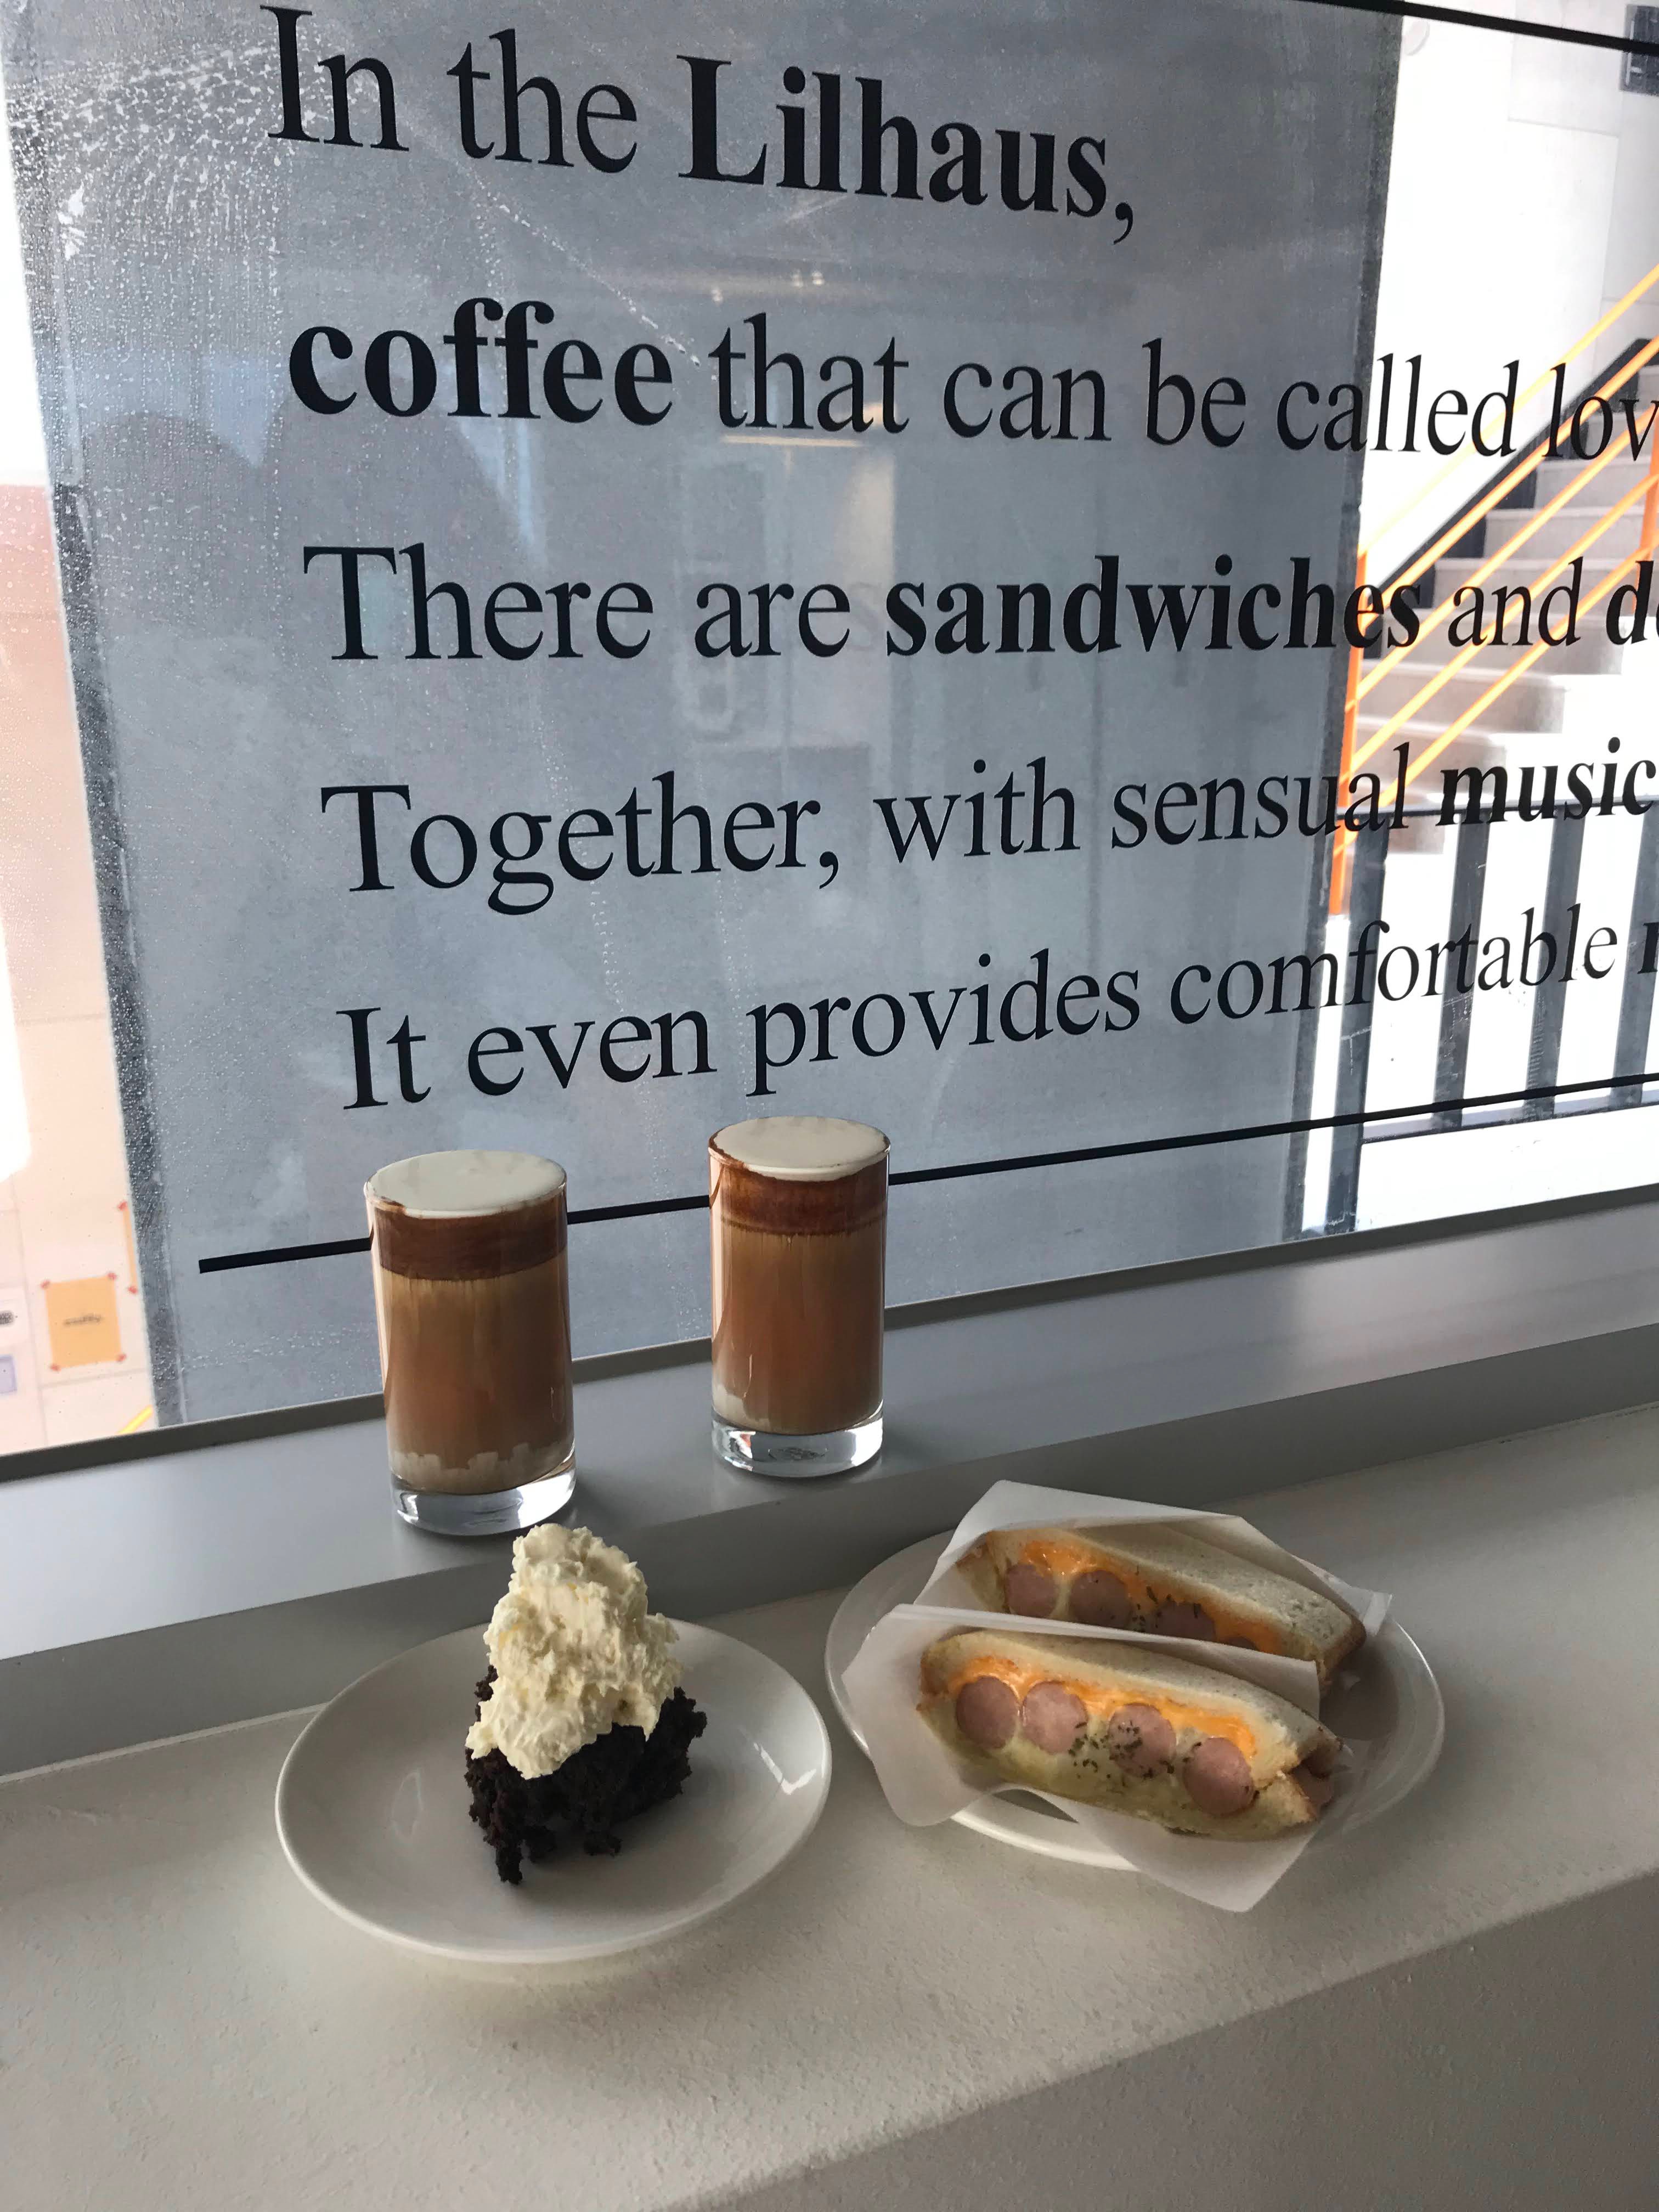 In the Lilhaus,
coffee that can be called lov
There are sandwiches and d
Together, with sensual music
It even provides comfortable